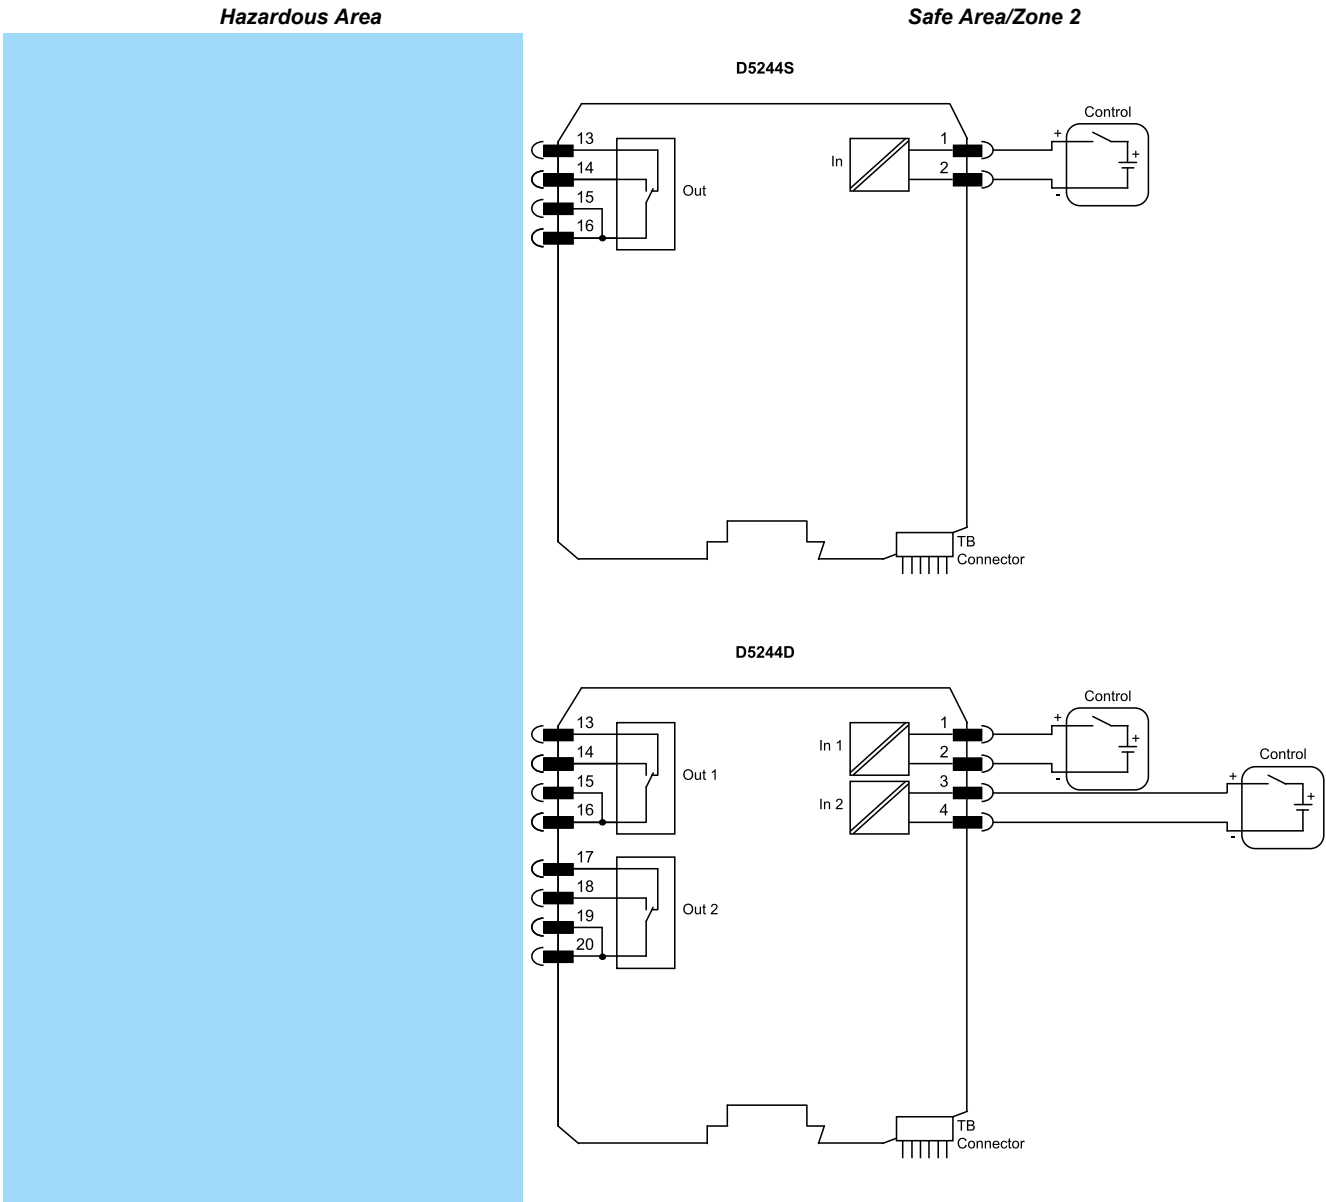 Hazardous Area
Safe Area/Zone 2
D5244S
Control
13
14
15
16
Out
In
1
2
+
-
+
TB
Connector
D5244D
Control
13
14
15
16
Out 1
In 1
1
2
+
-
+
Control
In 2
3
4
+
-
+
17
18
19
20
Out 2
TB
Connector